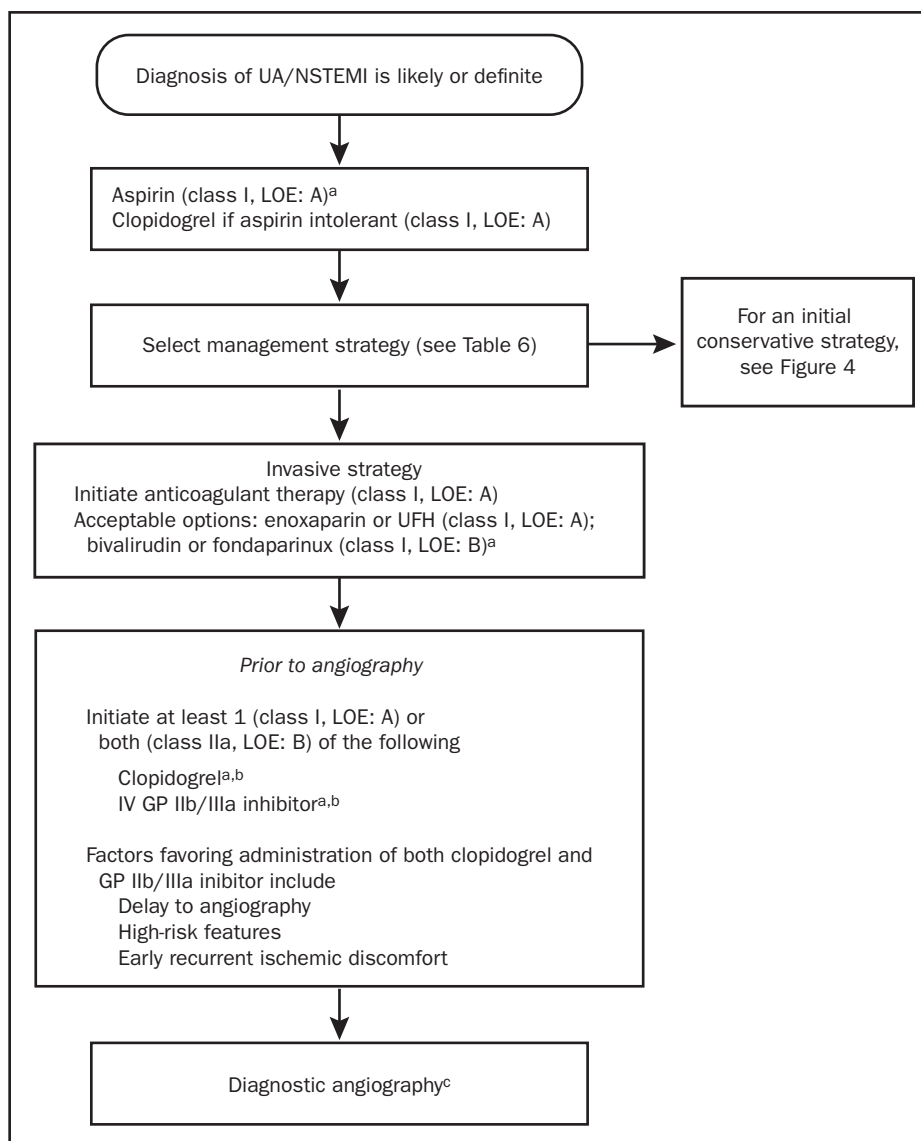 Diagnosis of UA/NSTEMI is likely or definite
Aspirin (class I, LOE: A)a
Clopidogrel if aspirin intolerant (class I, LOE: A)
Select management strategy (see Table 6)
For an initial
conservative strategy,
see Figure 4
Invasive strategy
Initiate anticoagulant therapy (class I, LOE: A)
Acceptable options: enoxaparin or UFH (class I, LOE: A);
bivalirudin or fondaparinux (class I, LOE: B)a
Prior to angiography
Initiate at least 1 (class I, LOE: A) or
both (class IIa, LOE: B) of the following
Clopidogrela,b
IV GP IIb/IIIa inhibitora,b
Factors favoring administration of both clopidogrel and
GP IIb/IIIa inibitor include
Delay to angiography
High-risk features
Early recurrent ischemic discomfort
Diagnostic angiographyc